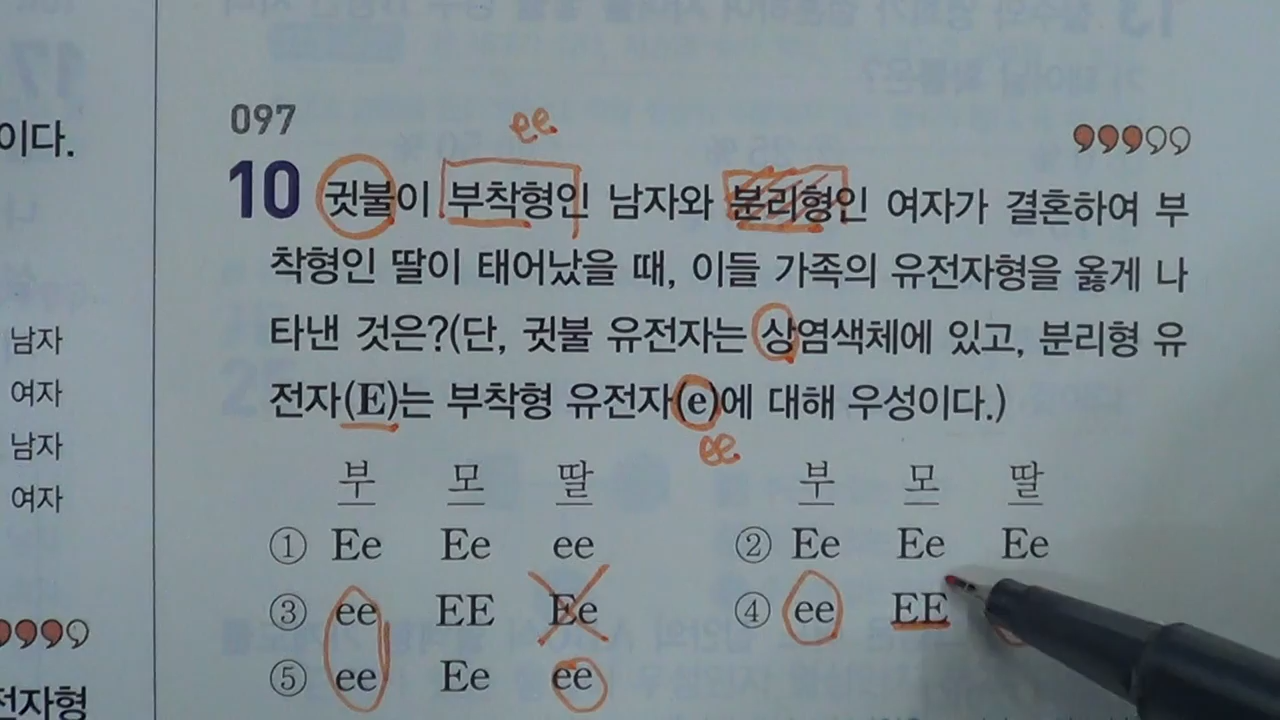 097
ee
10 귓불이 부착형인 남자와 분리형인 여자가 결혼하여 부
착형인 딸이 태어났을 때, 이들 가족의 유전자형을 옳게 나
타낸 것은?(단, 귓불 유전자는 상염색체에 있고, 분리형 유
전자(E)는 부착형 유전자(e)에 대해 우성이다.)
ee
부 모 딸 부 모 딸
① Ee Ee ee ② Ee Ee Ee
③ ee EE Ee ④ ee EE
⑤ ee Ee ee
이다.
남자
여자
남자
여자
전자형